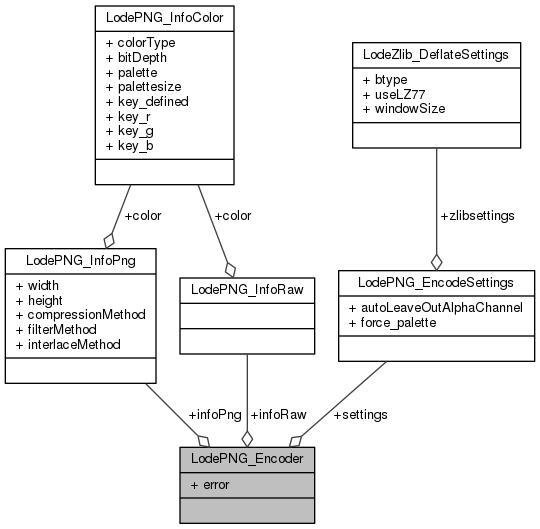 LodePNG_InfoColor
+ colorType
+ bitDepth
+ palette
+ palettesize
+ key_defined
+ key_r
+ key_g
+ key_b
LodeZlib_DeflateSettings
+ btype
+ useLZ77
+ windowSize
+color
+color
+zlibsettings
LodePNG_InfoPng
+ width
+ height
+ compressionMethod
+ filterMethod
+ interlaceMethod
LodePNG_InfoRaw
LodePNG_EncodeSettings
+ autoLeaveOutAlphaChannel
+ force_palette
+infoPng
+infoRaw
+settings
LodePNG_Encoder
+ error